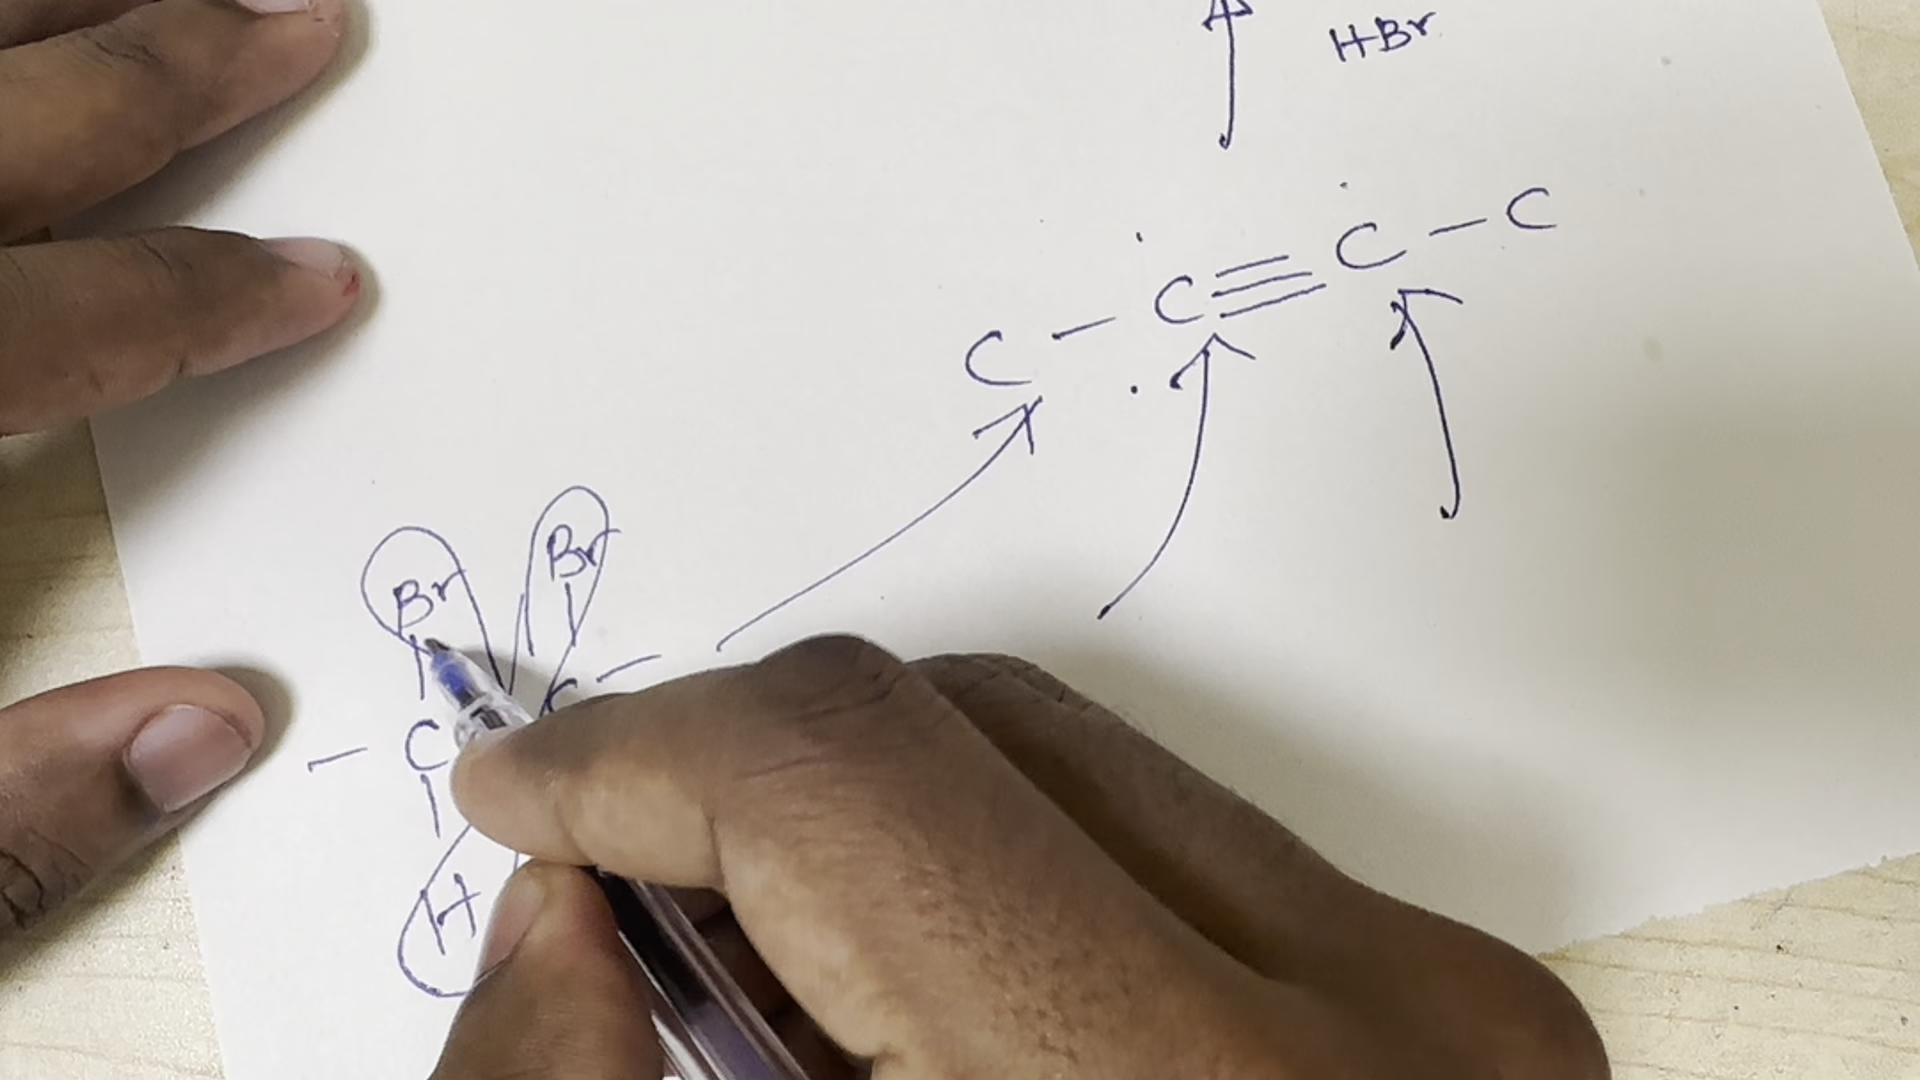 HBr
C - C ≡ C - C
Br Br
- C C -
H